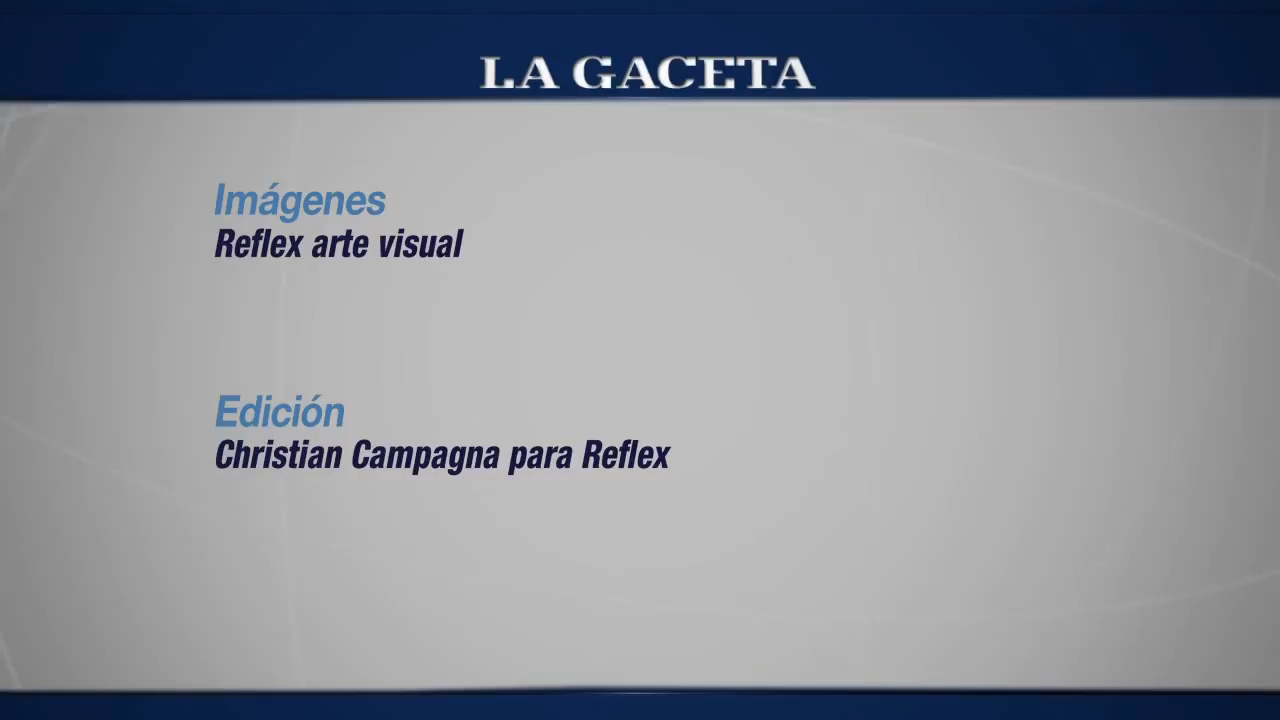 LA GACETA
Imágenes
Reflex arte visual
Edición
Christian Campagna para Reflex